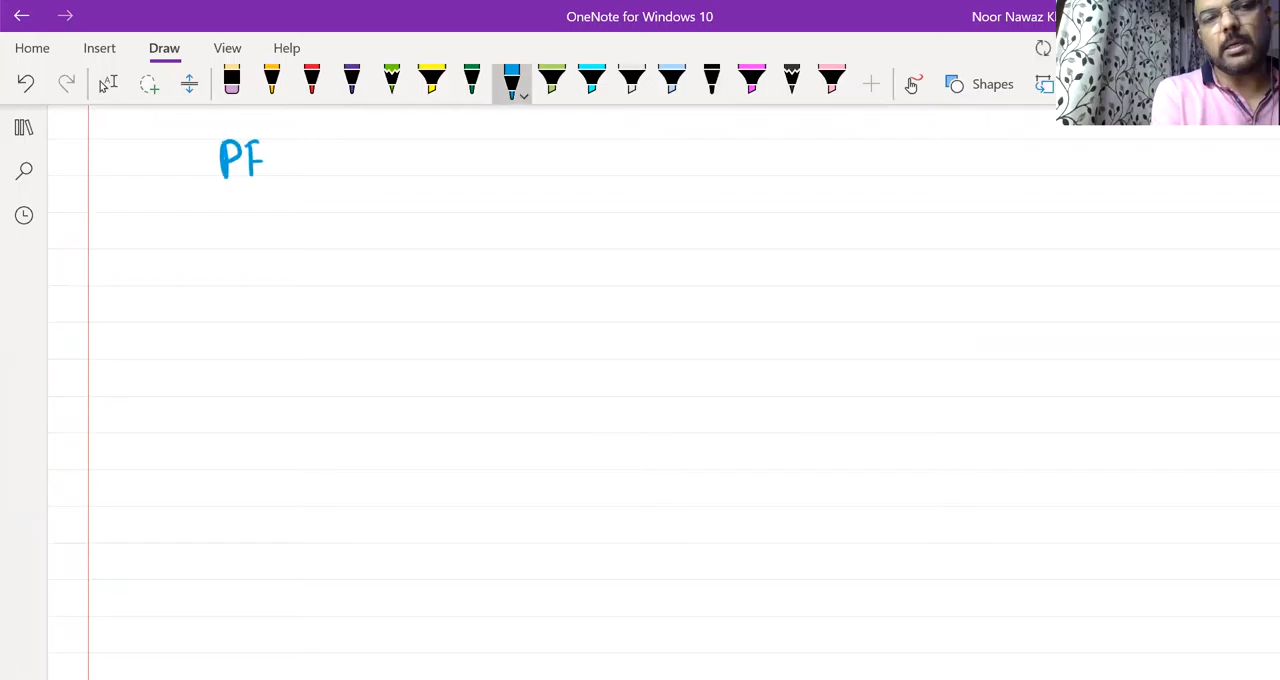 OneNote for Windows 10
Noor Nawaz K
Home Insert Draw View Help
Shapes
PF